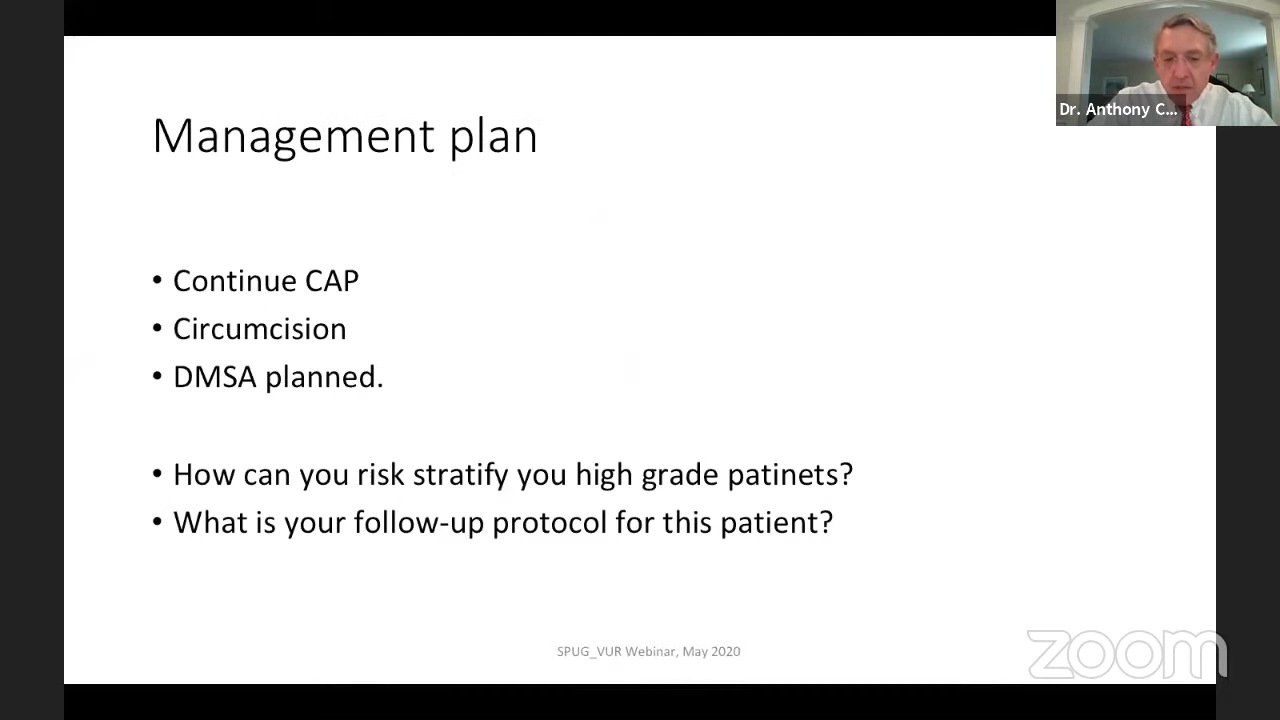 Dr. Anthony C...
Management plan
• Continue CAP
• Circumcision
• DMSA planned.
• How can you risk stratify you high grade patinets?
• What is your follow-up protocol for this patient?
SPUG_VUR Webinar, May 2020
zoom